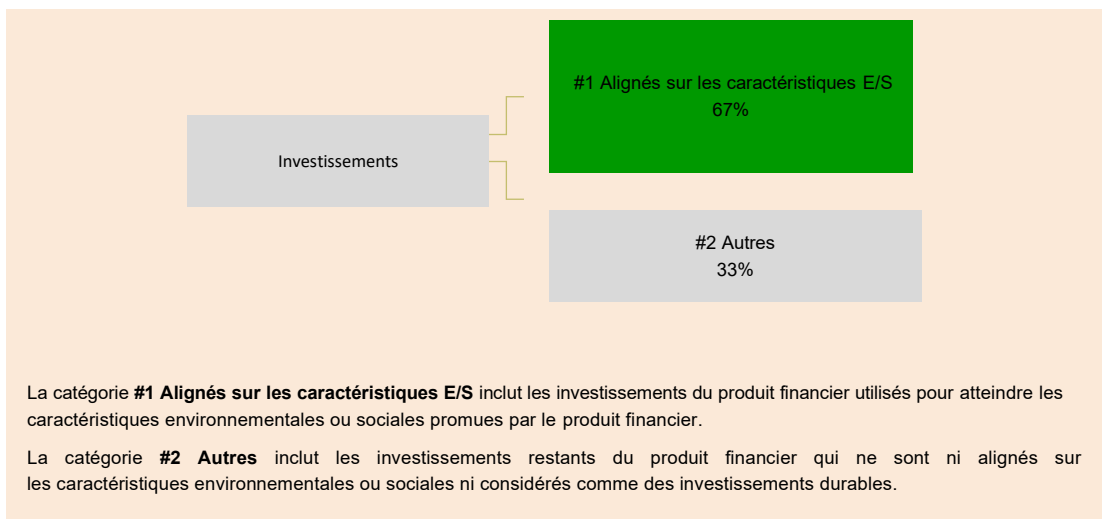 #1 Alignés sur les caractéristiques E/S
67%
Investissements
#2 Autres
33%
La catégorie #1 Alignés sur les caractéristiques E/S inclut les investissements du produit financier utilisés pour atteindre les
caractéristiques environnementales ou sociales promues par le produit financier.
La catégorie #2 Autres inclut les investissements restants du produit financier qui ne sont ni alignés sur
les caractéristiques environnementales ou sociales ni considérés comme des investissements durables.